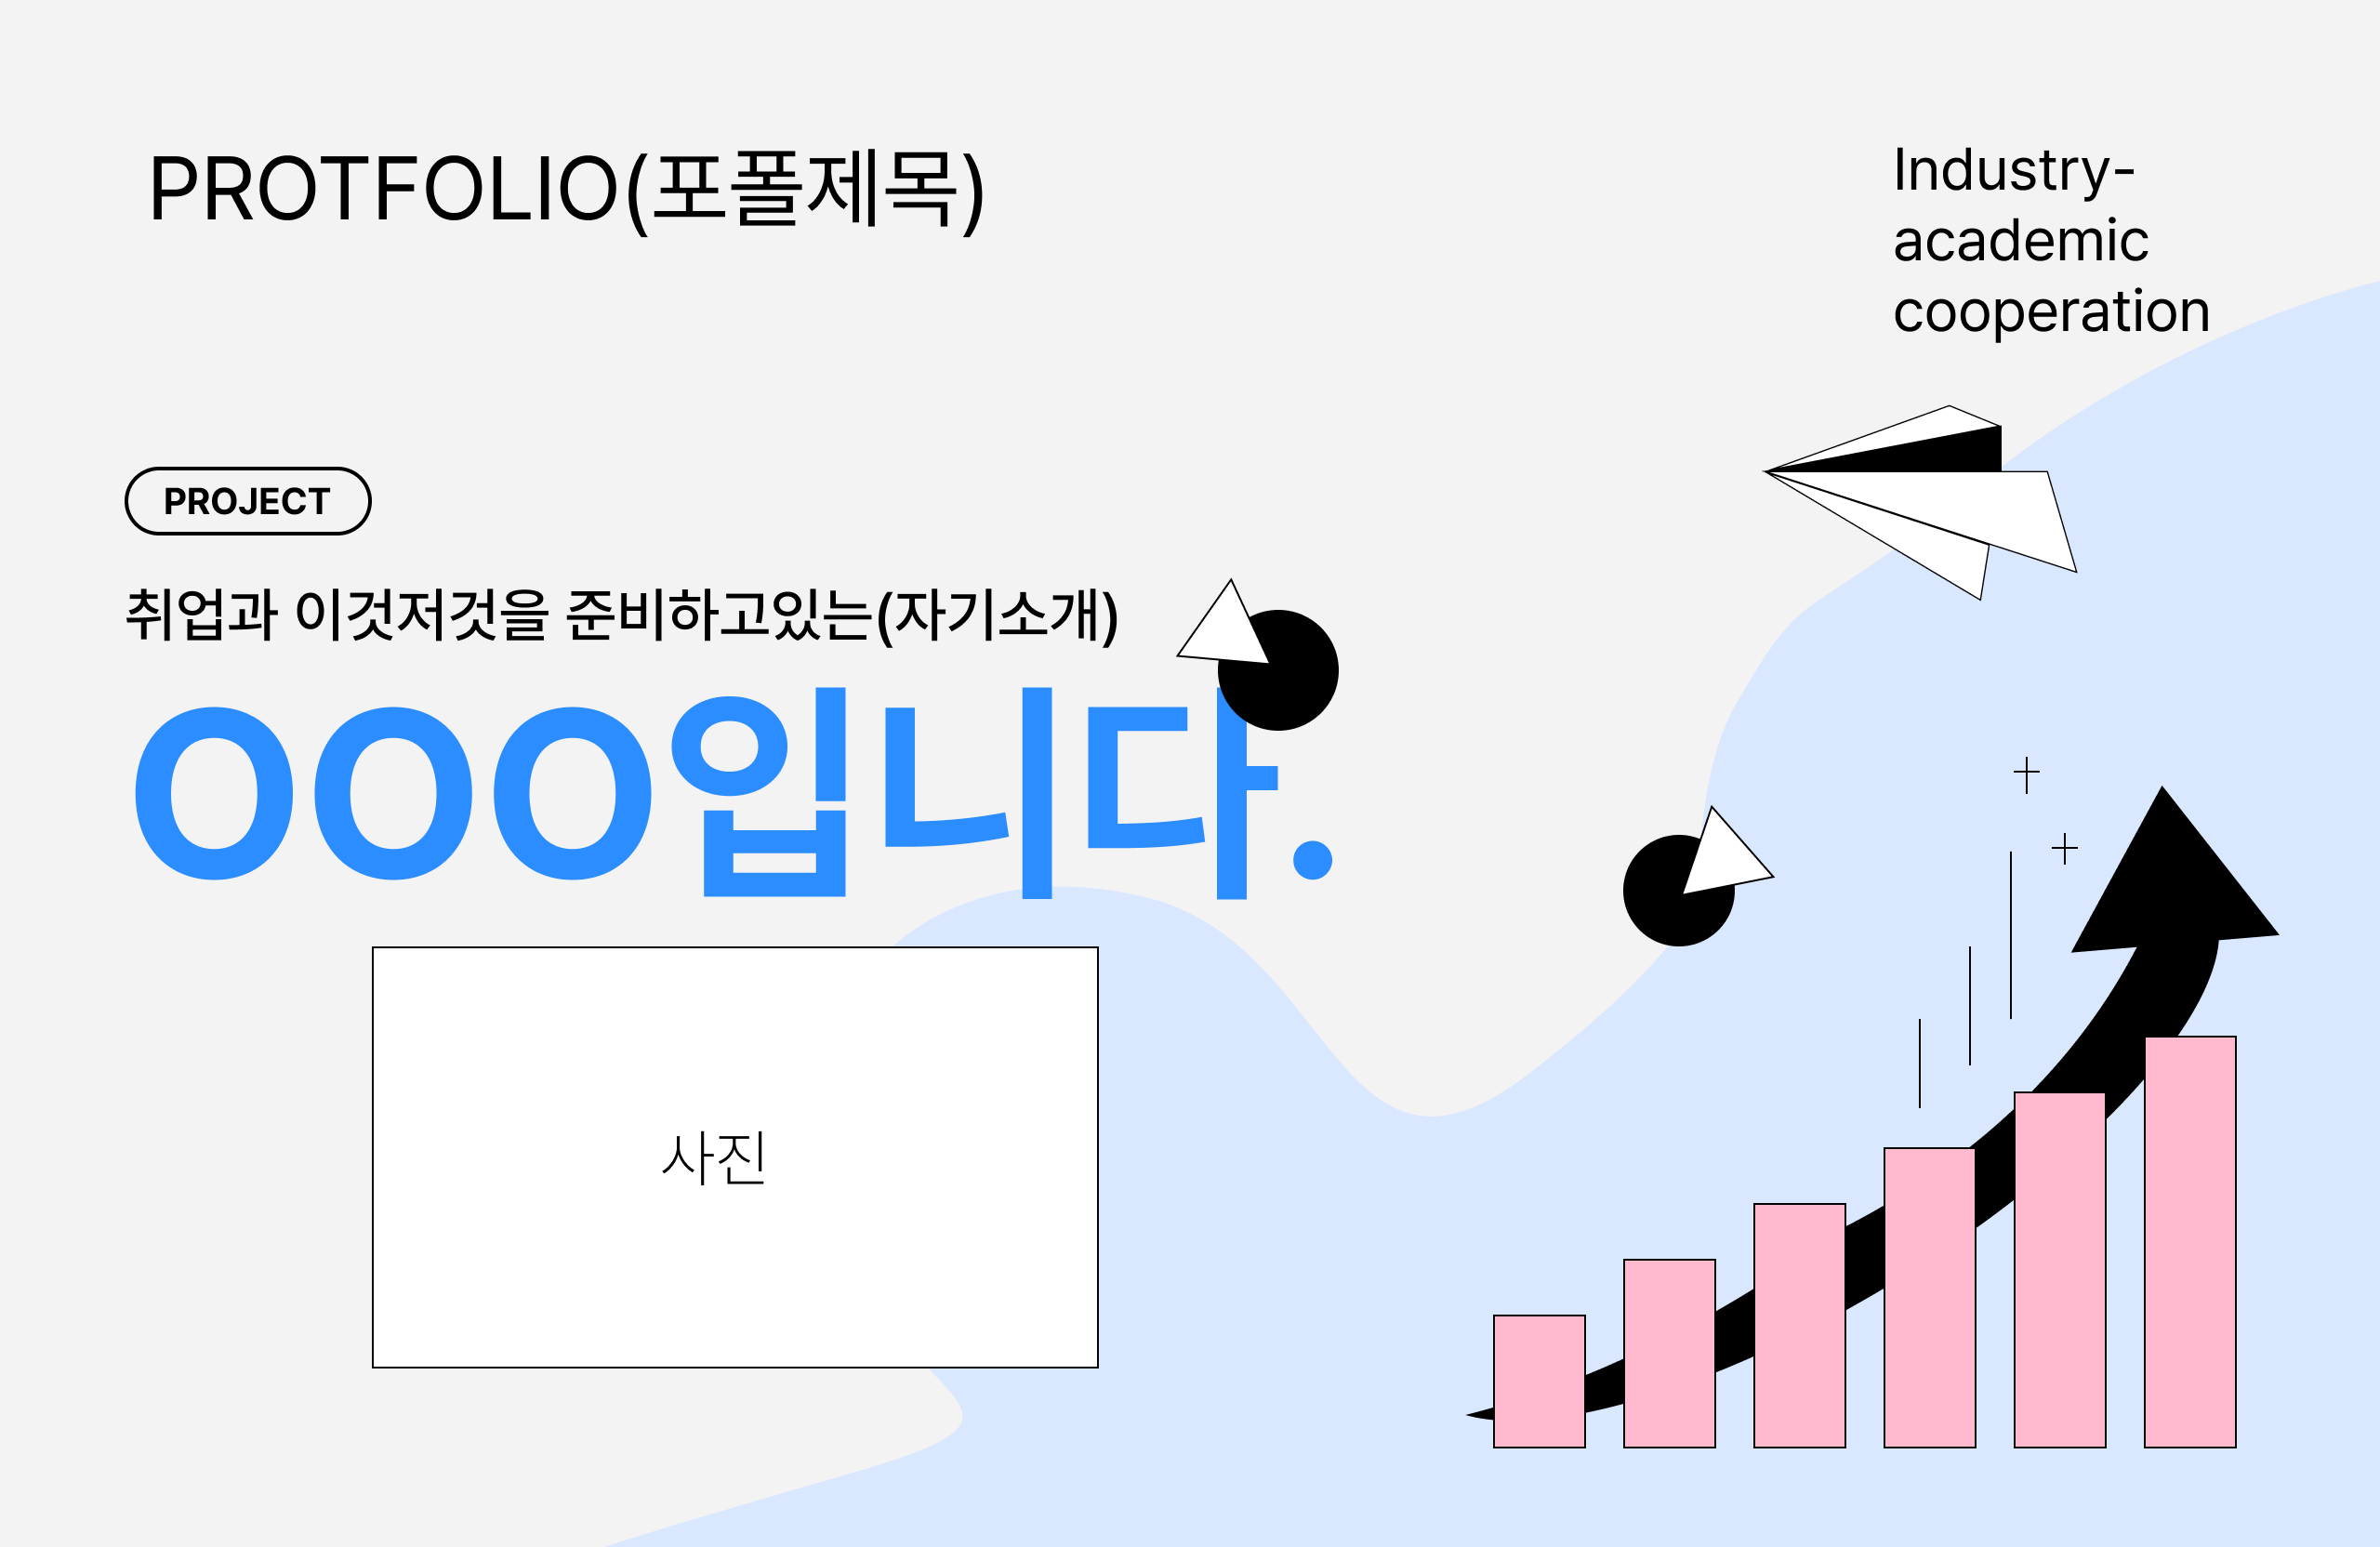 PROTFOLIO(포폴제목)
Industry-
academic
cooperation
PROJECT
취업과 이것저것을 준비하고있는(자기소개)
OOO입니다.
사진